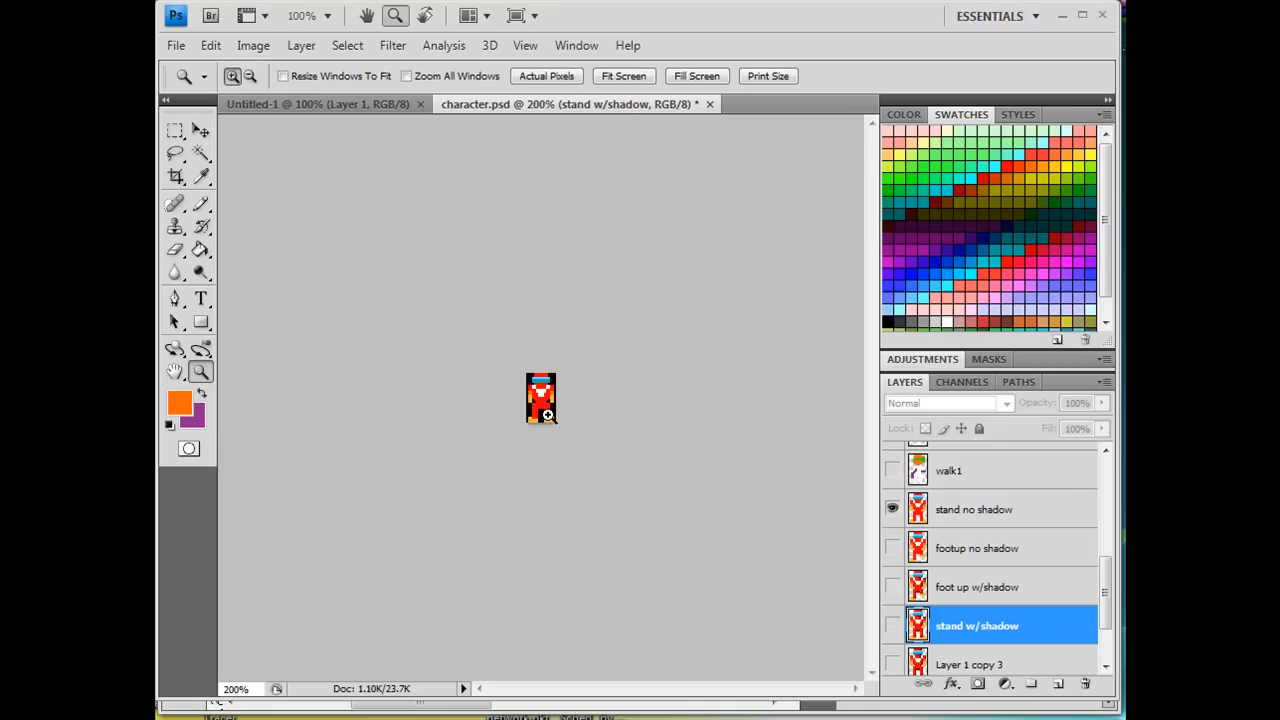 Ps Br 100% ESSENTIALS
File Edit Image Layer Select Filter Analysis 3D View Window Help
Resize Windows To Fit Zoom All Windows Actual Pixels Fit Screen Fill Screen Print Size
Untitled-1 @ 100% (Layer 1, RGB/8) character.psd @ 200% (stand w/shadow, RGB/8) *
COLOR SWATCHES STYLES
ADJUSTMENTS MASKS
LAYERS CHANNELS PATHS
Normal Opacity: 100%
Lock: Fill: 100%
walk1
stand no shadow
footup no shadow
foot up w/shadow
stand w/shadow
Layer 1 copy 3
200% Doc: 1.10K/23.7K